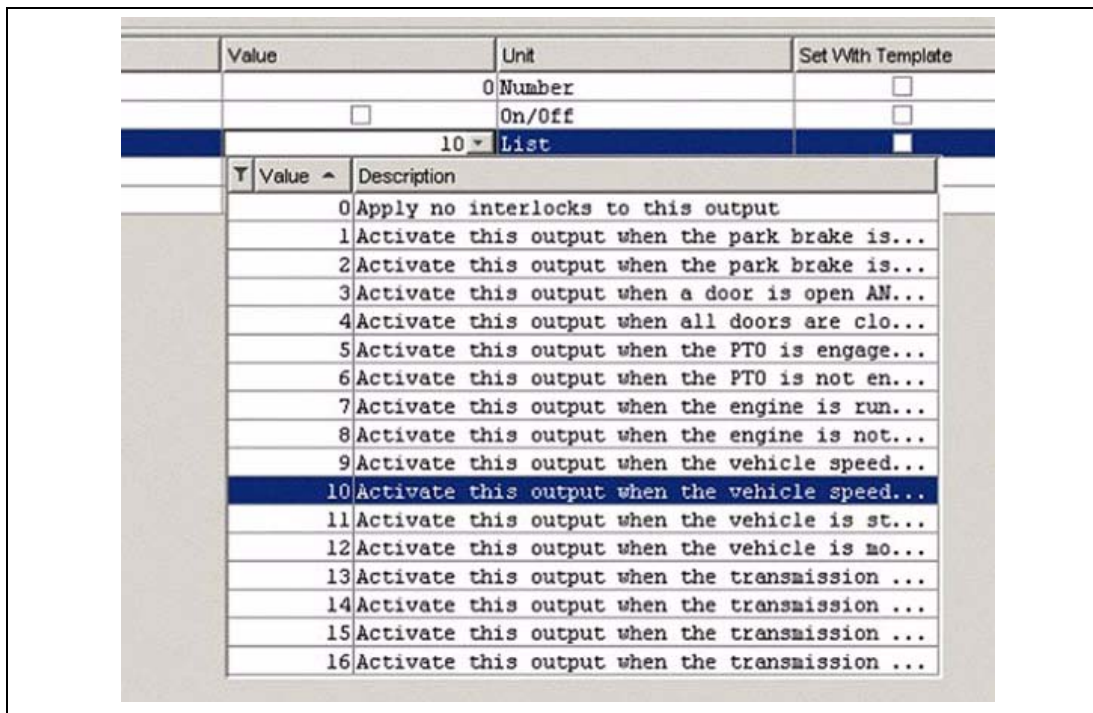 Value Unit Set With Template
0 Number
On/Off
10 List
Value Description
0 Apply no interlocks to this output
1 Activate this output when the park brake is...
2 Activate this output when the park brake is...
3 Activate this output when a door is open AN...
4 Activate this output when all doors are clo...
5 Activate this output when the PTO is engage...
6 Activate this output when the PTO is not en...
7 Activate this output when the engine is run...
8 Activate this output when the engine is not...
9 Activate this output when the vehicle speed...
10 Activate this output when the vehicle speed...
11 Activate this output when the vehicle is st...
12 Activate this output when the vehicle is mo...
13 Activate this output when the transmission ...
14 Activate this output when the transmission ...
15 Activate this output when the transmission ...
16 Activate this output when the transmission ...